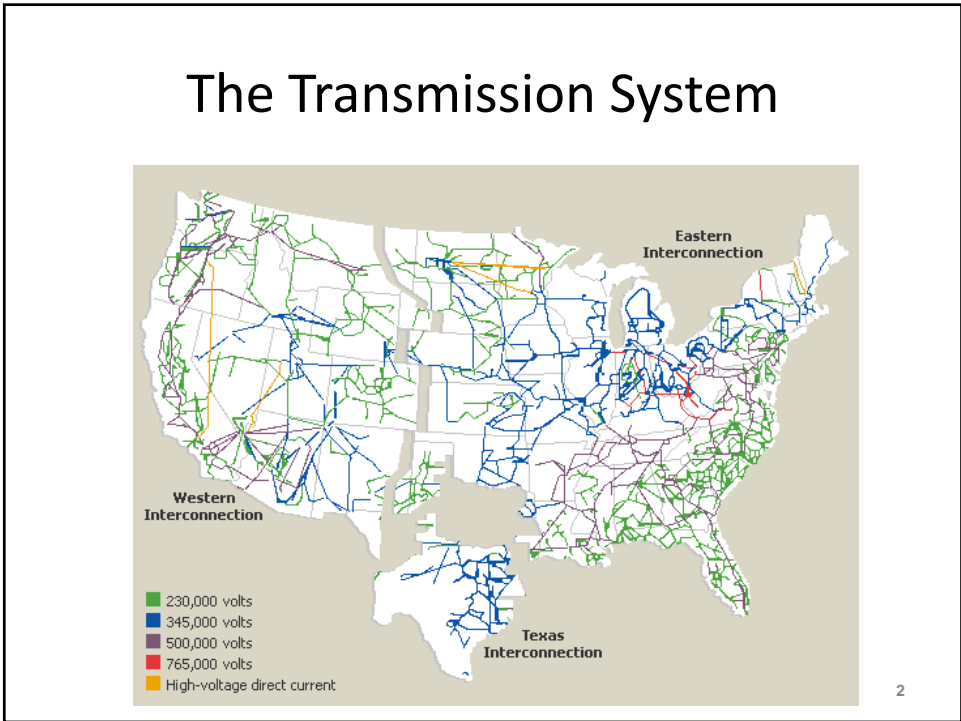 The Transmission System
Eastern
Interconnection
Western
Interconnection
230,000 volts
345,000 volts
500,000 volts
765,000 volts
High-voltage direct current
Texas
Interconnection
2